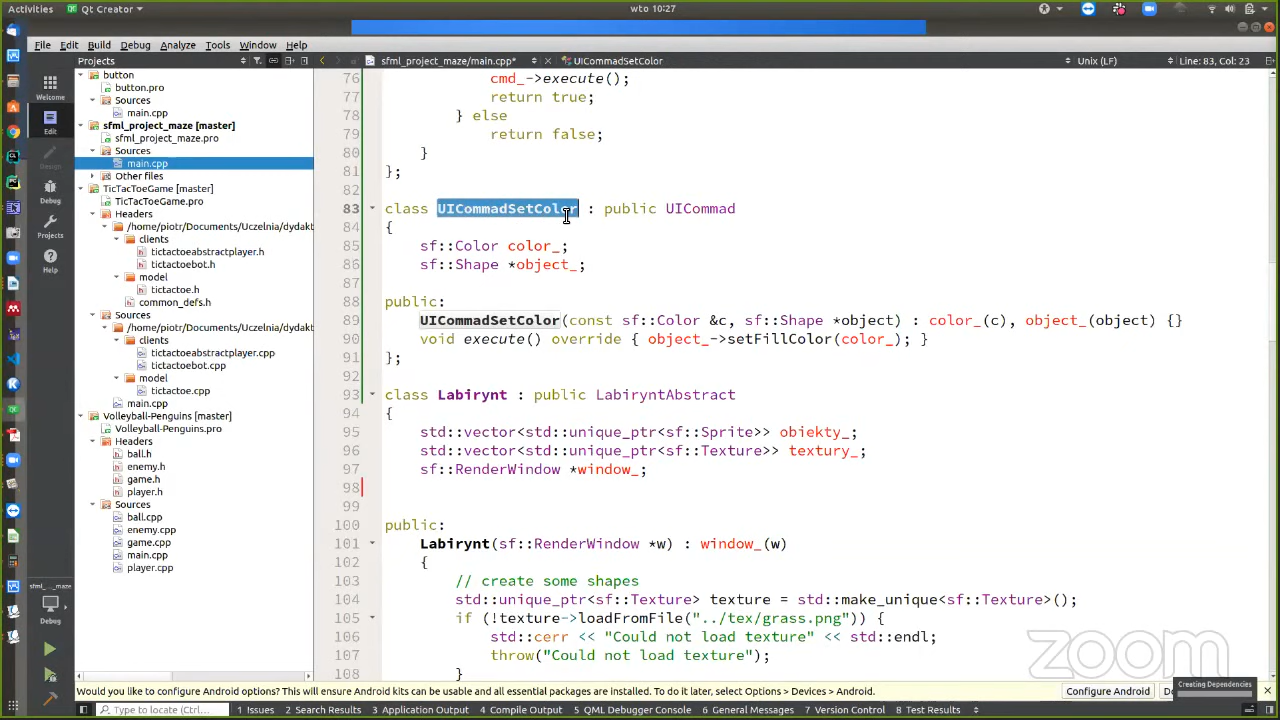 Activities Qt Creator wto 10:27
File Edit Build Debug Analyze Tools Window Help
Projects sfml_project_maze/main.cpp* UICommadSetColor Unix (LF) Line: 83, Col: 23
Welcome
Edit
Design
Debug
Projects
Help
sfml_..._maze
Debug
button
button.pro
Sources
main.cpp
sfml_project_maze [master]
sfml_project_maze.pro
Sources
main.cpp
Other files
TicTacToeGame [master]
TicTacToeGame.pro
Headers
/home/piotr/Documents/Uczelnia/dydakt
clients
tictactoeabstractplayer.h
tictactoebot.h
model
tictactoe.h
common_defs.h
Sources
/home/piotr/Documents/Uczelnia/dydakt
clients
tictactoeabstractplayer.cpp
tictactoebot.cpp
model
tictactoe.cpp
main.cpp
Volleyball-Penguins [master]
Volleyball-Penguins.pro
Headers
ball.h
enemy.h
game.h
player.h
Sources
ball.cpp
enemy.cpp
game.cpp
main.cpp
player.cpp
76 cmd_->execute();
77 return true;
78 } else
79 return false;
80 }
81 };
82
83 class UICommadSetColor : public UICommad
84 {
85 sf::Color color_;
86 sf::Shape *object_;
87
88 public:
89 UICommadSetColor(const sf::Color &c, sf::Shape *object) : color_(c), object_(object) {}
90 void execute() override { object_->setFillColor(color_); }
91 };
92
93 class Labirynt : public LabiryntAbstract
94 {
95 std::vector<std::unique_ptr<sf::Sprite>> obiekty_;
96 std::vector<std::unique_ptr<sf::Texture>> textury_;
97 sf::RenderWindow *window_;
98
99
100 public:
101 Labirynt(sf::RenderWindow *w) : window_(w)
102 {
103 // create some shapes
104 std::unique_ptr<sf::Texture> texture = std::make_unique<sf::Texture>();
105 if (!texture->loadFromFile("../tex/grass.png")) {
106 std::cerr << "Could not load texture" << std::endl;
107 throw("Could not load texture");
108 }
zoom
Creating Dependencies
Would you like to configure Android options? This will ensure Android kits can be usable and all essential packages are installed. To do it later, select Options > Devices > Android. Configure Android
Type to locate (Ctrl+... 1 Issues 2 Search Results 3 Application Output 4 Compile Output 5 QML Debugger Console 6 General Messages 7 Version Control 8 Test Results